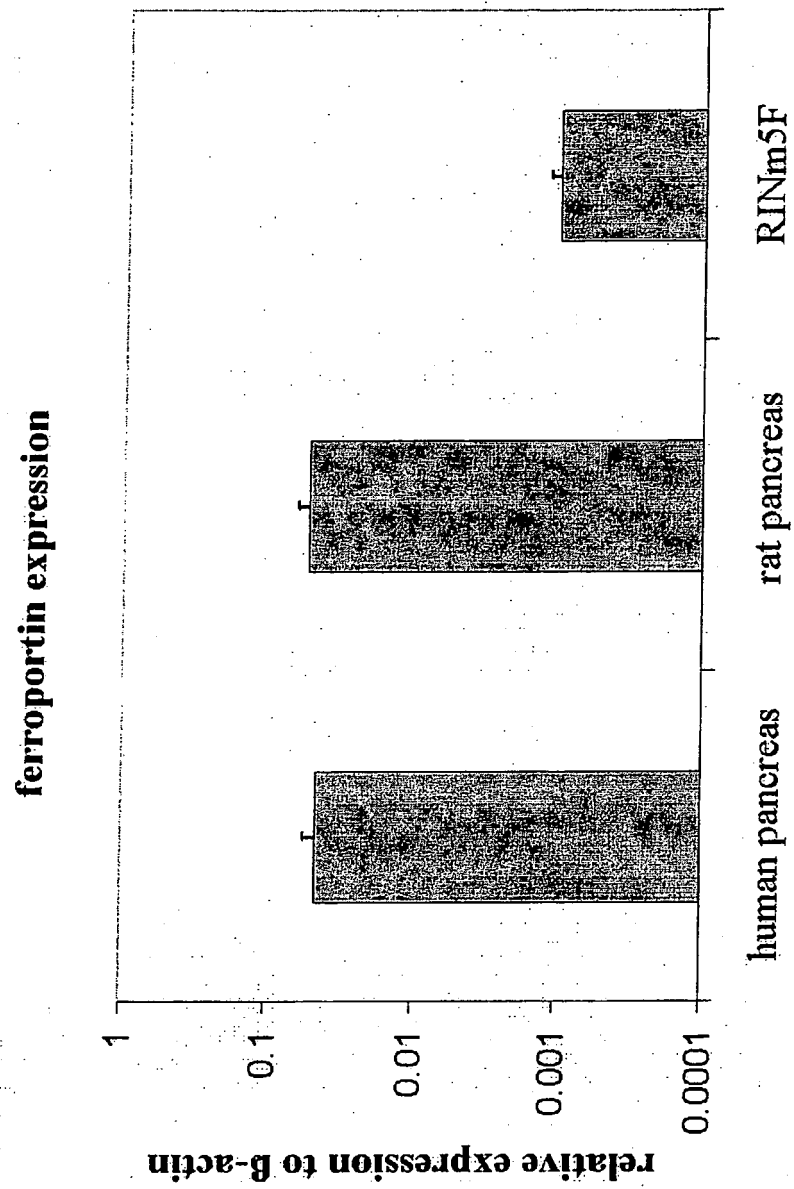 ferroportin expression
relative expression to ß-actin
1
0.1
0.01
0.001
0.0001
human pancreas
rat pancreas
RINm5F